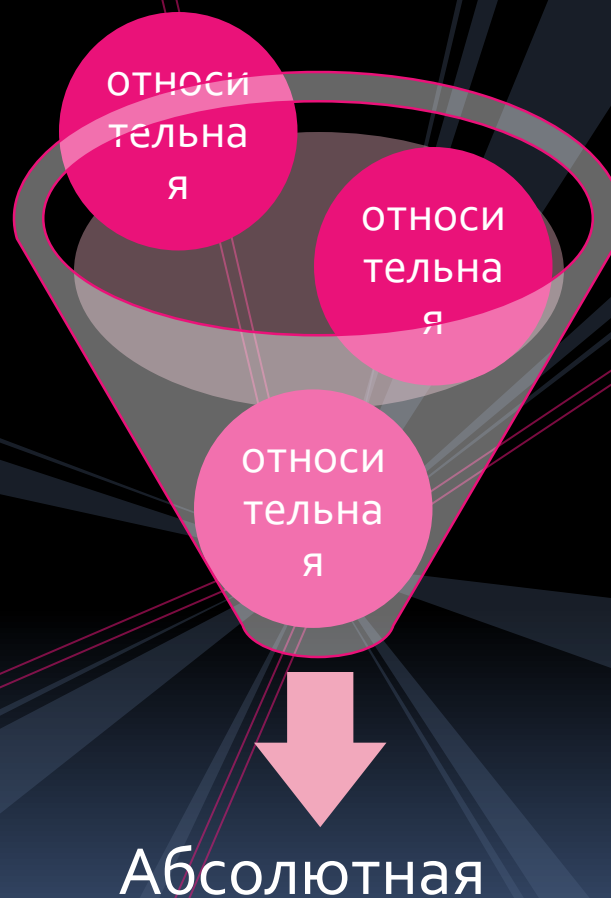 относи
тельна
я
относи
тельна
я
относи
тельна
я
Абсолютная